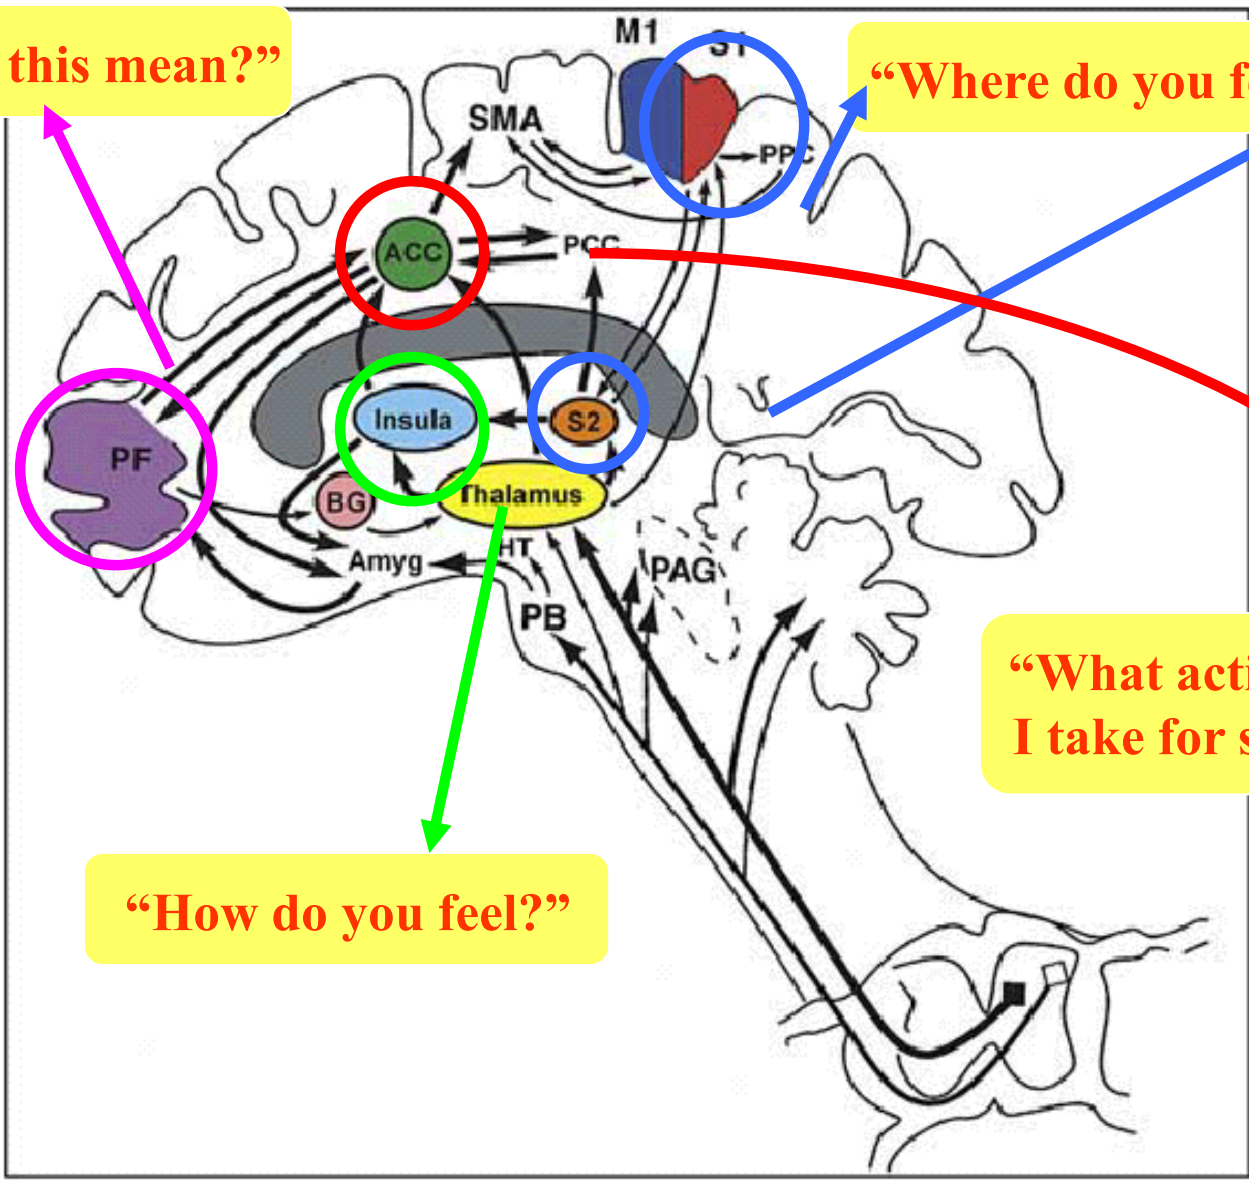 this mean?”
M1
S1
“Where do you f
SMA
PPC
ACC
PCC
Insula
S2
PF
BG
Thalamus
Amyg
HT
PAG
PB
“What acti
I take for s
“How do you feel?”